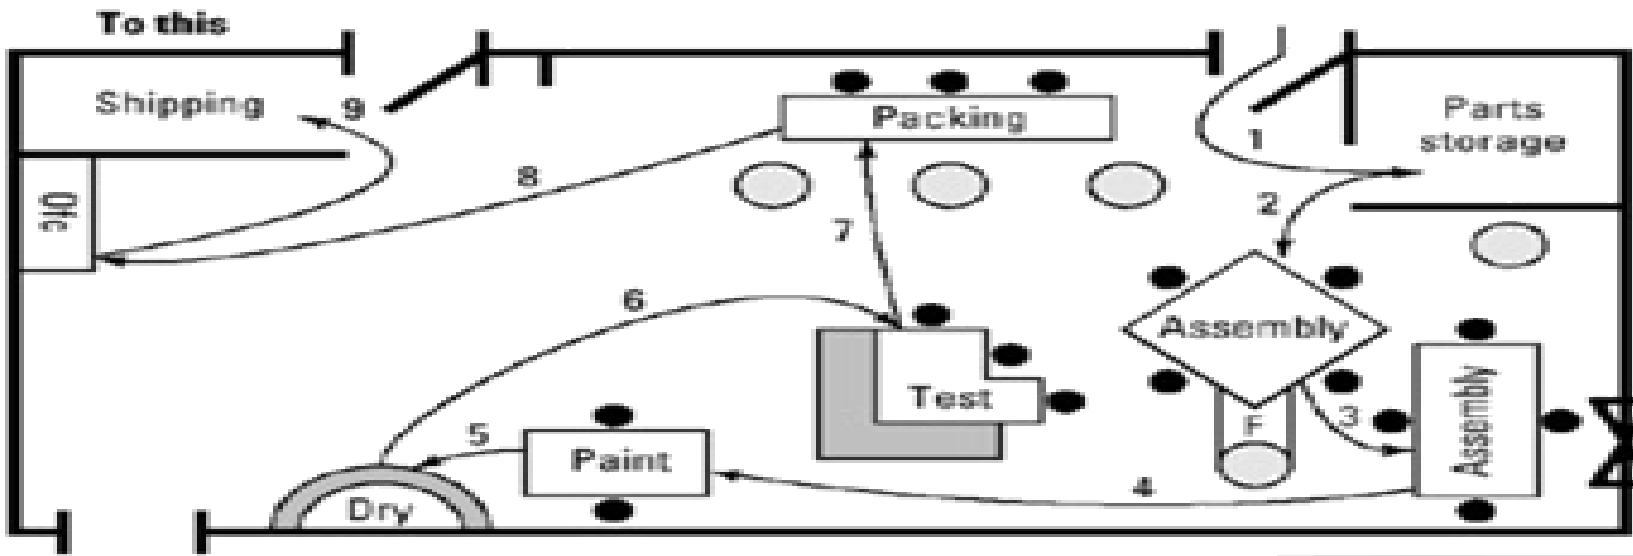 To this
Shipping
9
Packing
1
Parts
storage
8
2
7
6
Assembly
Test
3
Assembly
5
Paint
4
Dry